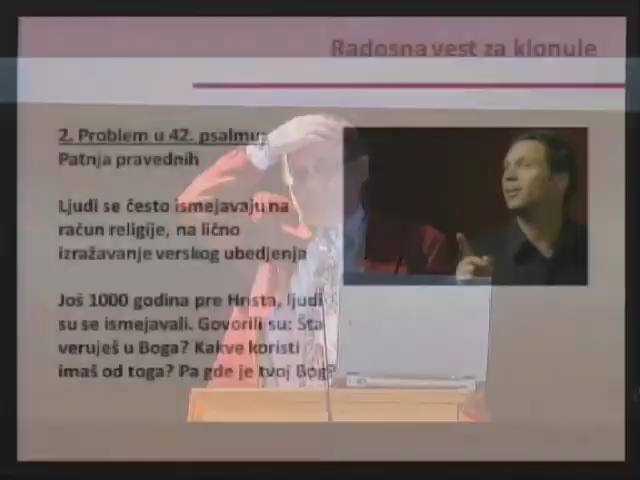 Radosna vest za klonule
2. Problem u 42. psalmu:
Patnja pravednih
Ljudi se često ismejavaju na
račun religije, na lično
izražavanje verskog ubedjenja
Još 1000 godina pre Hrista, ljudi
su se ismejavali. Govorili su: Šta
veruješ u Boga? Kakve koristi
imaš od toga? Pa gde je tvoj Bog?